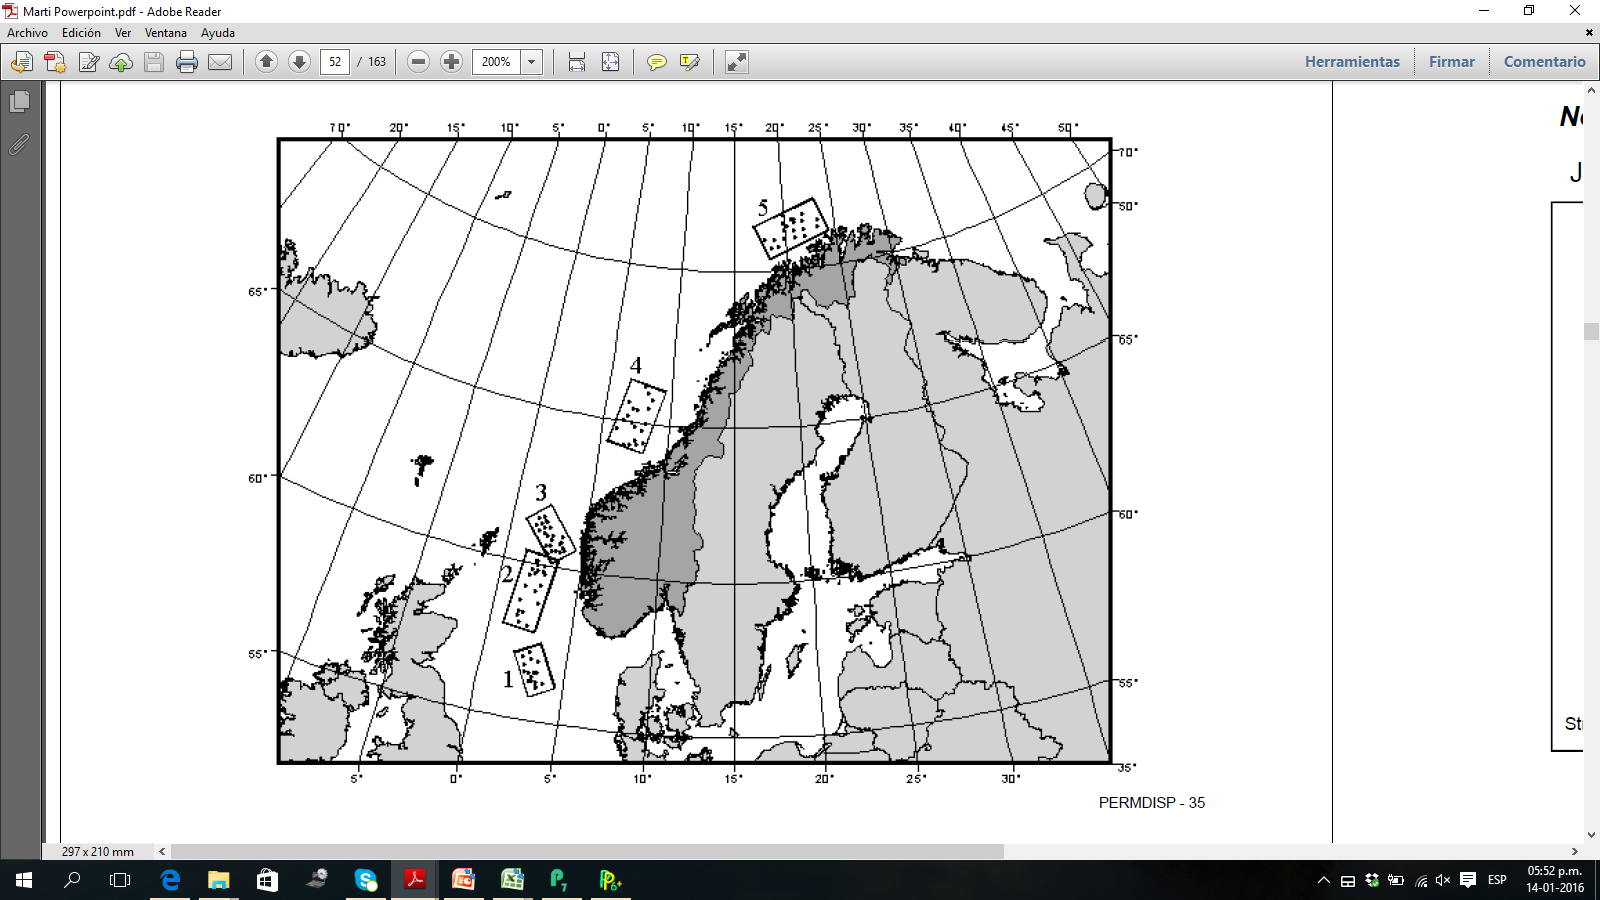 Marti Powerpoint.pdf - Adobe Reader
Archivo Edición Ver Ventana Ayuda
52 / 163 200% Herramientas Firmar Comentario
70° 20° 15° 10° 5° 0° 5° 10° 15° 20° 25° 30° 35° 40° 45° 50°
70°
50°
5
65°
65°
4
60°
3
60°
2
55°
1
55°
35°
5° 0° 5° 10° 15° 20° 25° 30°
PERMDISP - 35
J
297 x 210 mm
ESP
05:52 p.m.
14-01-2016